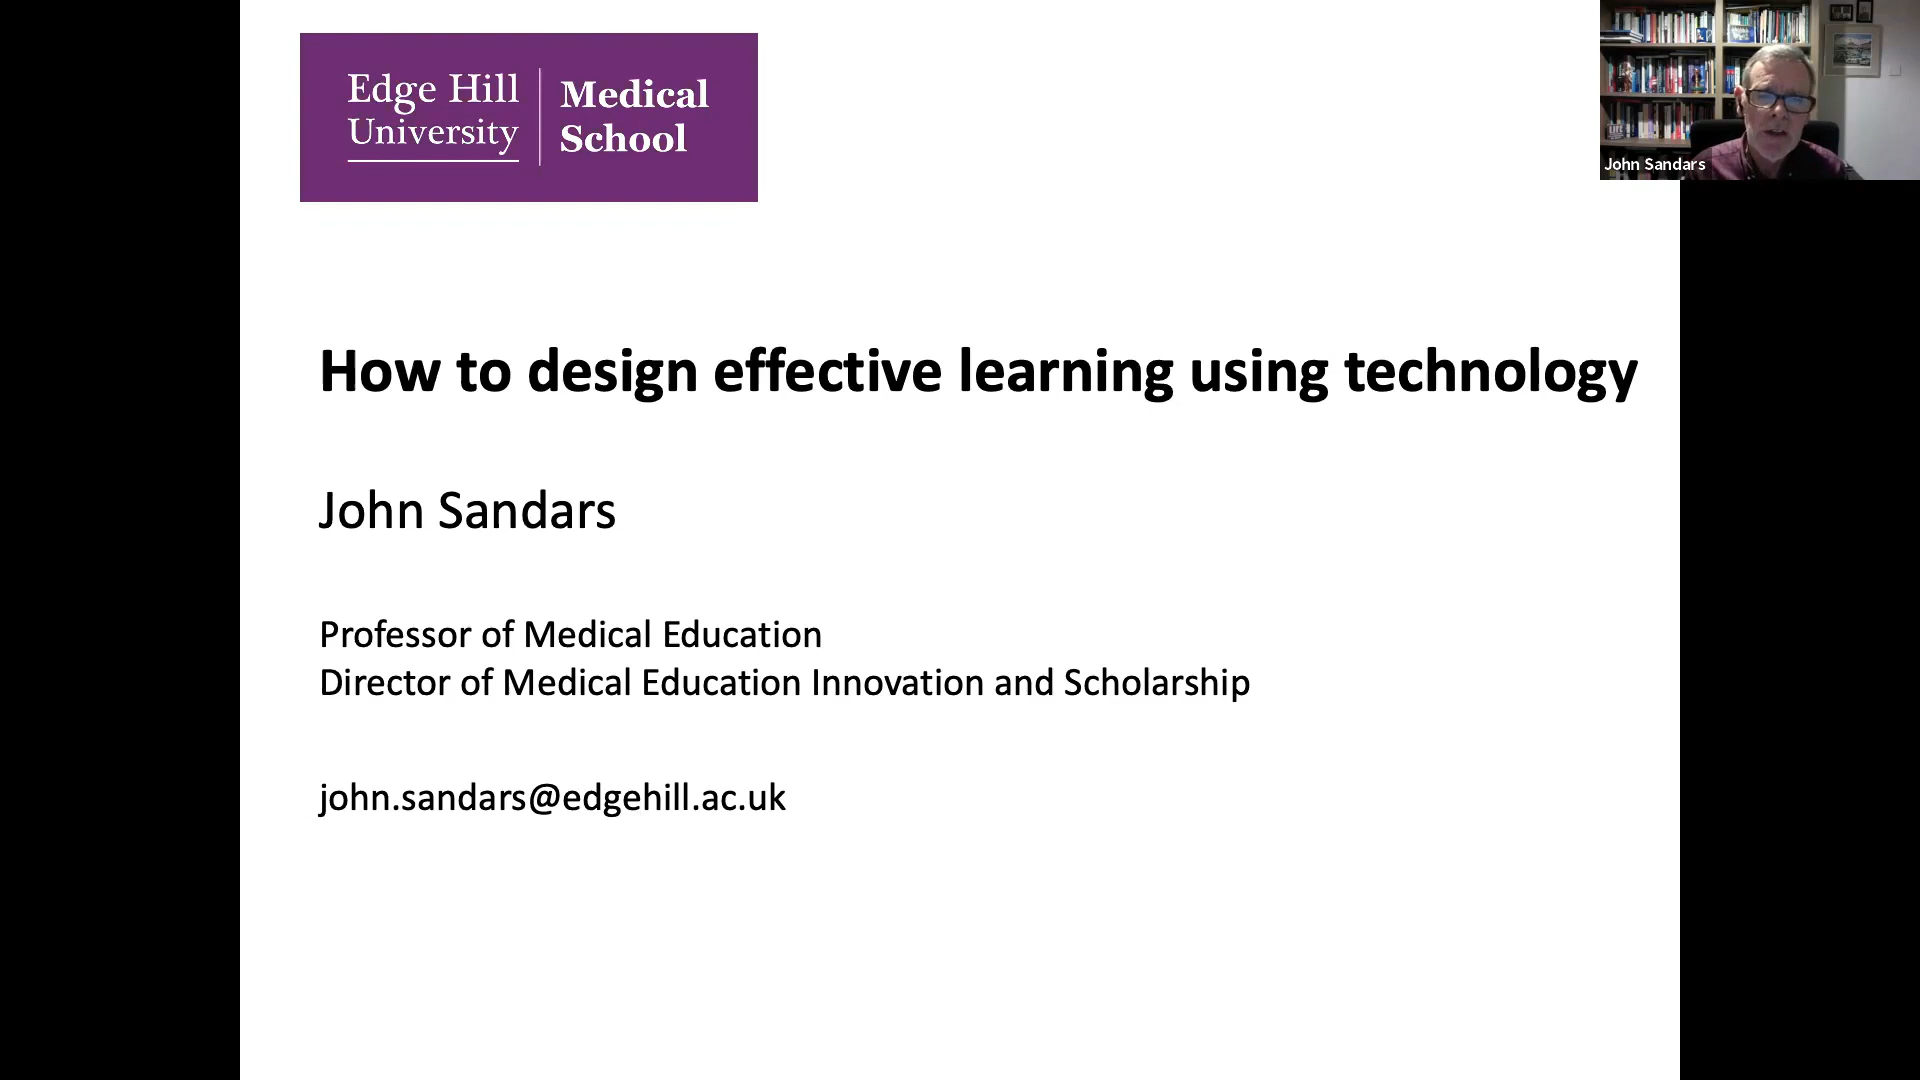 Edge Hill
University
Medical
School
How to design effective learning using technology
John Sandars
Professor of Medical Education
Director of Medical Education Innovation and Scholarship
john.sandars@edgehill.ac.uk
John Sandars